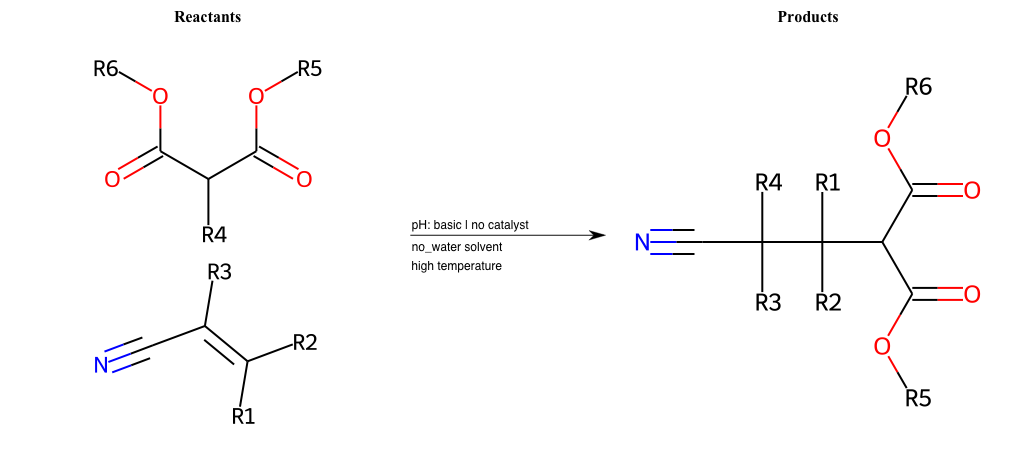 Reactants
Products
R6
R5
O
O
O
O
R4
R3
N
R2
R1
pH: basic | no catalyst
no_water solvent
high temperature
R6
O
R4
R1
O
N
R3
R2
O
O
R5